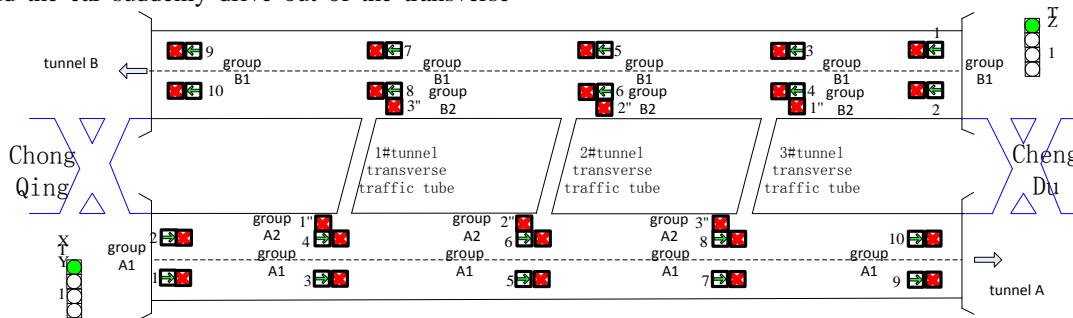 d the car suddenly drive out of the transverse
1
T
Z
1
9
7
5
3
tunnel B
group
B1
group
B1
group
B1
group
B1
group
B1
10
8
group
B2
3"
6
group
B2
2"
4
group
B2
1"
2
Chong
Qing
1#tunnel
transverse
traffic tube
2#tunnel
transverse
traffic tube
3#tunnel
transverse
traffic tube
Cheng
Du
X
T
Y
1
group
A1
2
group
A2
1"
4
2"
group
A2
6
group
A2
3"
8
10
group
A1
group
A1
group
A1
1
3
5
7
9
tunnel A